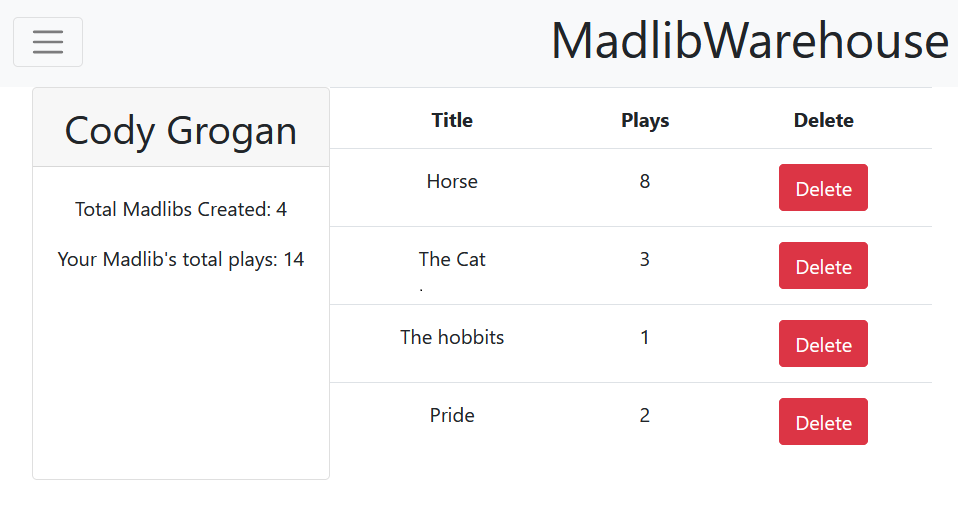 MadlibWarehouse
Cody Grogan
Total Madlibs Created: 4
Your Madlib's total plays: 14
Title Plays Delete
Horse 8 Delete
The Cat 3 Delete
.
The hobbits 1 Delete
Pride 2 Delete